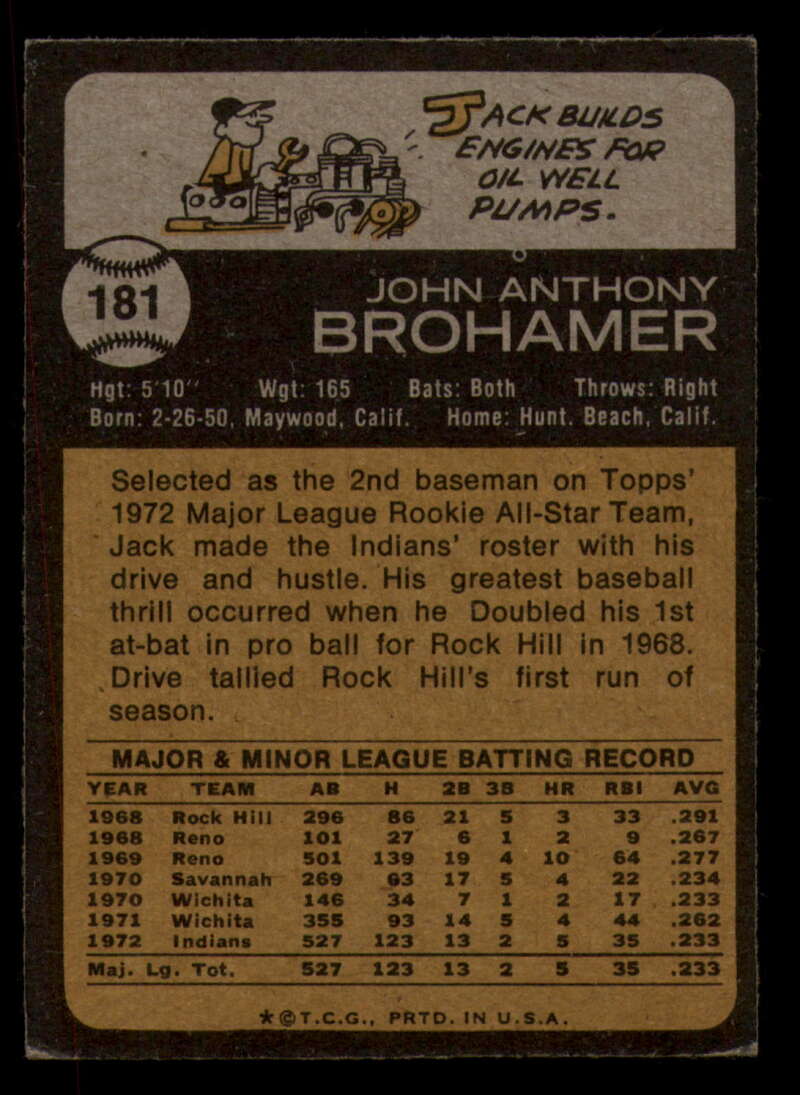 JACK BUILDS
ENGINES FOR
OIL WELL
PUMPS.
181
JOHN ANTHONY
BROHAMER
Hgt: 5'10" Wgt: 165 Bats: Both Throws: Right
Born: 2-26-50, Maywood, Calif. Home: Hunt. Beach, Calif.
Selected as the 2nd baseman on Topps'
1972 Major League Rookie All-Star Team,
Jack made the Indians' roster with his
drive and hustle. His greatest baseball
thrill occurred when he Doubled his 1st
at-bat in pro ball for Rock Hill in 1968.
Drive tallied Rock Hill's first run of
season.
MAJOR & MINOR LEAGUE BATTING RECORD
YEAR TEAM AB H 2B 3B HR RBI AVG
1968 Rock Hill 296 86 21 5 3 33 .291
1968 Reno 101 27 6 1 2 9 .267
1969 Reno 501 139 19 4 10 64 .277
1970 Savannah 269 63 17 5 4 22 .234
1970 Wichita 146 34 7 1 2 17 .233
1971 Wichita 355 93 14 5 4 44 .262
1972 Indians 527 123 13 2 5 35 .233
Maj. Lg. Tot. 527 123 13 2 5 35 .233
★©T.C.G., PRTD. IN U.S.A.